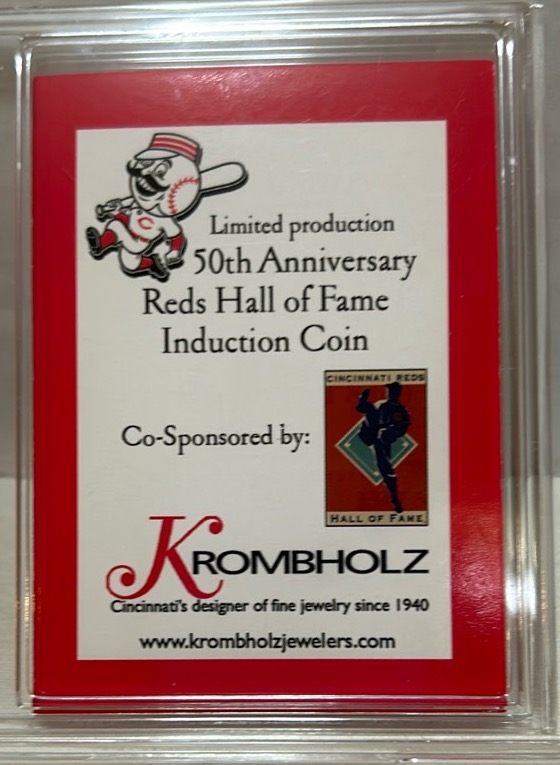 Limited production
50th Anniversary
Reds Hall of Fame
Induction Coin
CINCINNATI REDS
Co-Sponsored by:
HALL OF FAME
KROMBHOLZ
Cincinnati's designer of fine jewelry since 1940
www.krombholzjewelers.com